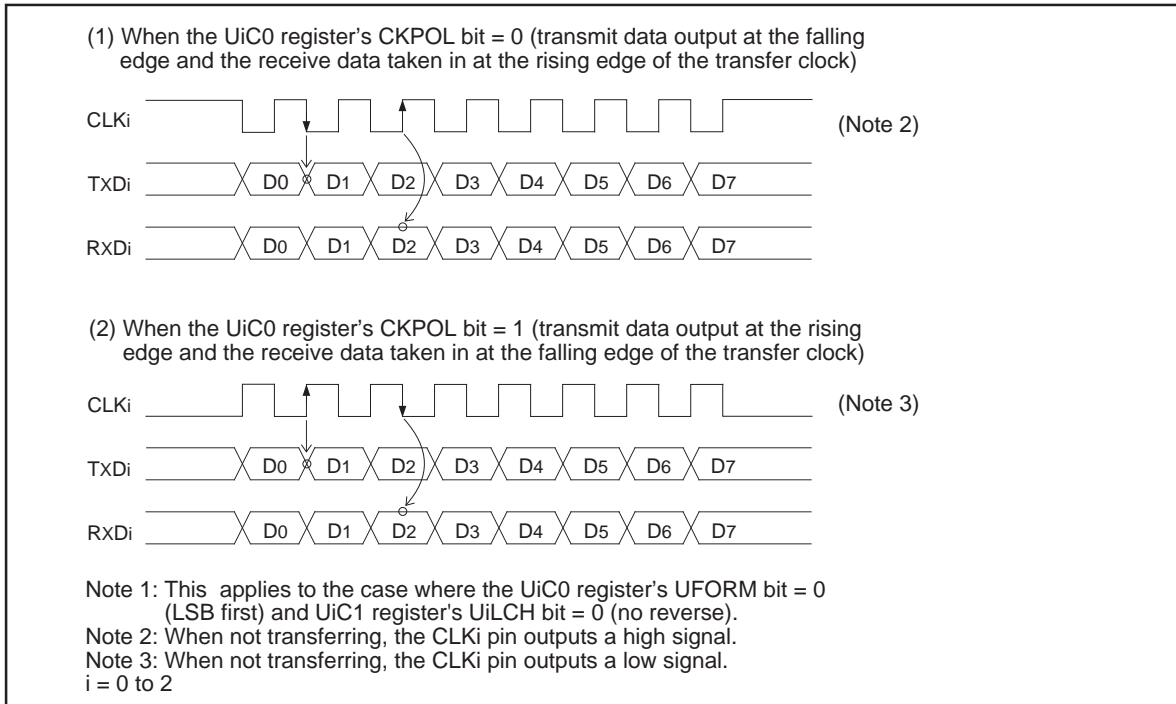 (1) When the UiC0 register's CKPOL bit = 0 (transmit data output at the falling
edge and the receive data taken in at the rising edge of the transfer clock)
CLKi
(Note 2)
TXDi D0 D1 D2 D3 D4 D5 D6 D7
RXDi D0 D1 D2 D3 D4 D5 D6 D7
(2) When the UiC0 register's CKPOL bit = 1 (transmit data output at the rising
edge and the receive data taken in at the falling edge of the transfer clock)
CLKi
(Note 3)
TXDi D0 D1 D2 D3 D4 D5 D6 D7
RXDi D0 D1 D2 D3 D4 D5 D6 D7
Note 1: This applies to the case where the UiC0 register's UFORM bit = 0
(LSB first) and UiC1 register's UiLCH bit = 0 (no reverse).
Note 2: When not transferring, the CLKi pin outputs a high signal.
Note 3: When not transferring, the CLKi pin outputs a low signal.
i = 0 to 2